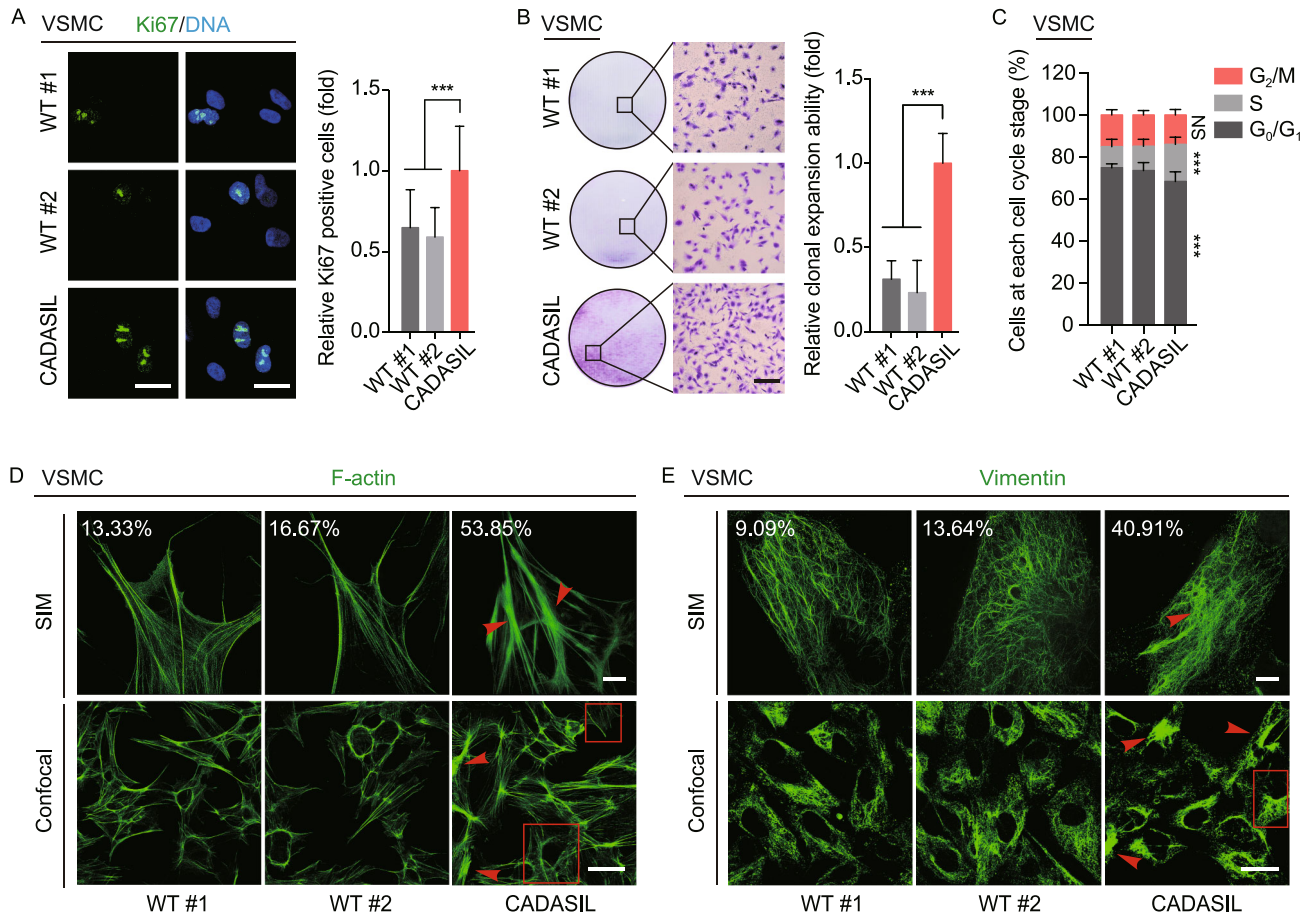 A
VSMC Ki67/DNA
WT #1
WT #2
CADASIL
Relative Ki67 positive cells (fold)
1.5
1.0
0.5
0.0
***
WT #1
WT #2
CADASIL
B
VSMC
WT #1
WT #2
CADASIL
Relative clonal expansion ability (fold)
1.5
1.0
0.5
0.0
***
WT #1
WT #2
CADASIL
C
VSMC
Cells at each cell cycle stage (%)
120
100
80
60
40
20
0
G₂/M
S
G₀/G₁
NS
***
***
WT #1
WT #2
CADASIL
D
VSMC F-actin
SIM
13.33%
16.67%
53.85%
Confocal
WT #1 WT #2 CADASIL
E
VSMC Vimentin
SIM
9.09%
13.64%
40.91%
Confocal
WT #1 WT #2 CADASIL